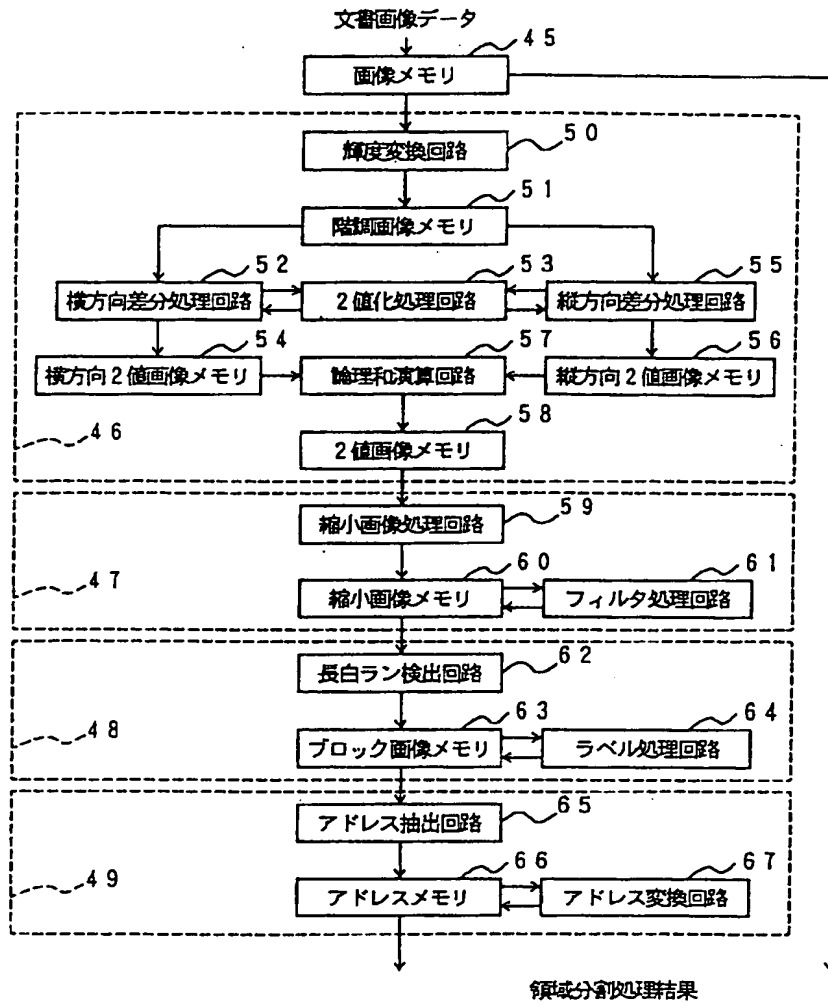 文書画像データ
45
画像メモリ
50
輝度変換回路
51
階調画像メモリ
52
53
55
横方向差分処理回路
2値化処理回路
縦方向差分処理回路
54
57
56
横方向2値画像メモリ
論理和演算回路
縦方向2値画像メモリ
58
46
2値画像メモリ
59
縮小画像処理回路
60
61
47
縮小画像メモリ
フィルタ処理回路
62
長白ラン検出回路
63
64
48
ブロック画像メモリ
ラベル処理回路
65
アドレス抽出回路
66
67
49
アドレスメモリ
アドレス変換回路
領域分割処理結果